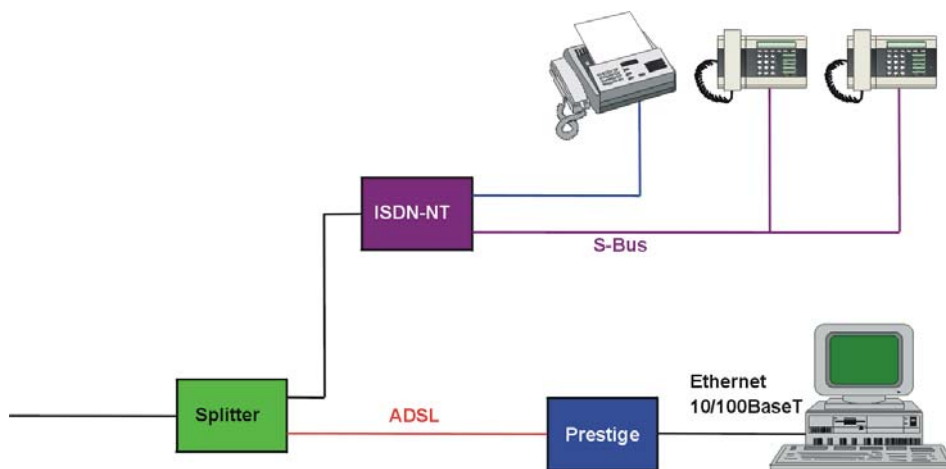 ISDN-NT
S-Bus
Splitter
ADSL
Prestige
Ethernet
10/100BaseT